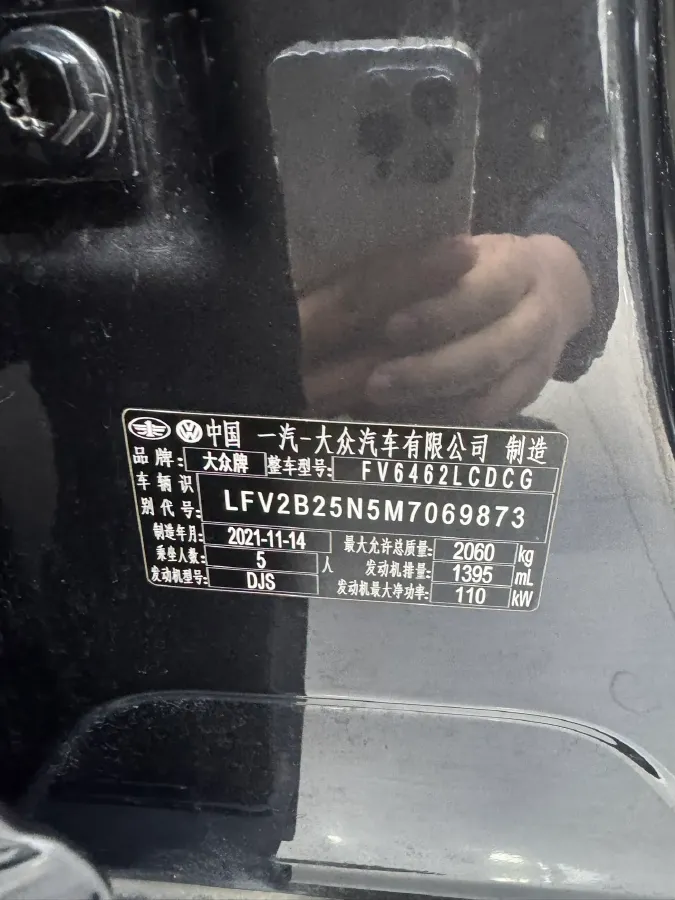 中国 一汽-大众汽车有限公司 制造
品牌: 大众牌 整车型号: FV6462LCDCG
车辆识别代号: LFV2B25N5M7069873
制造年月: 2021-11-14 最大允许总质量: 2060 kg
乘坐人数: 5 人 发动机排量: 1395 mL
发动机型号: DJS 发动机最大净功率: 110 kW